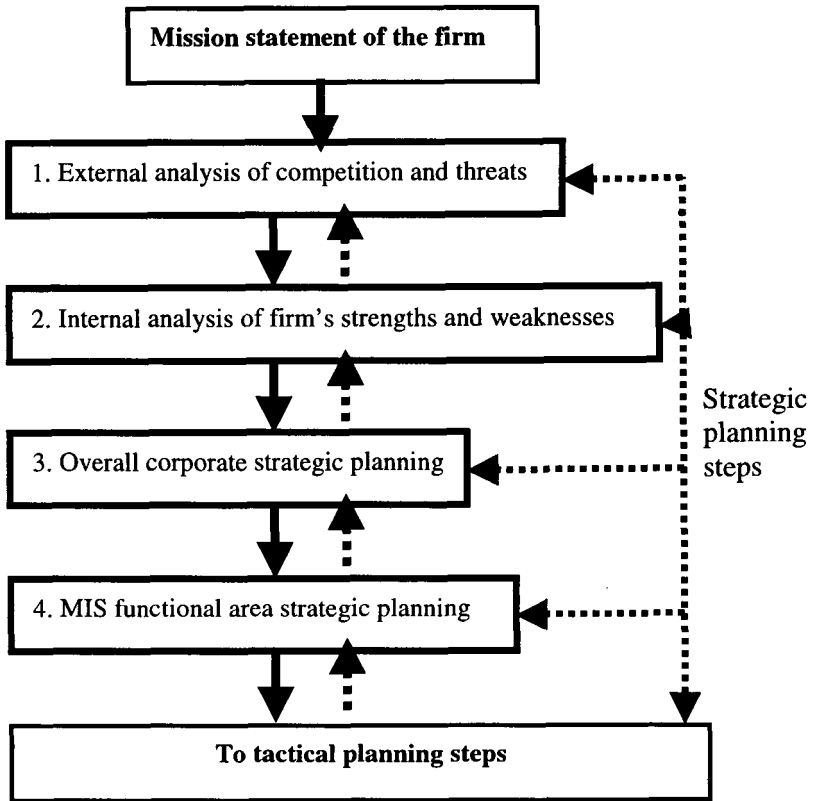 Mission statement of the firm
1. External analysis of competition and threats
2. Internal analysis of firm's strengths and weaknesses
Strategic
planning
steps
3. Overall corporate strategic planning
4. MIS functional area strategic planning
To tactical planning steps